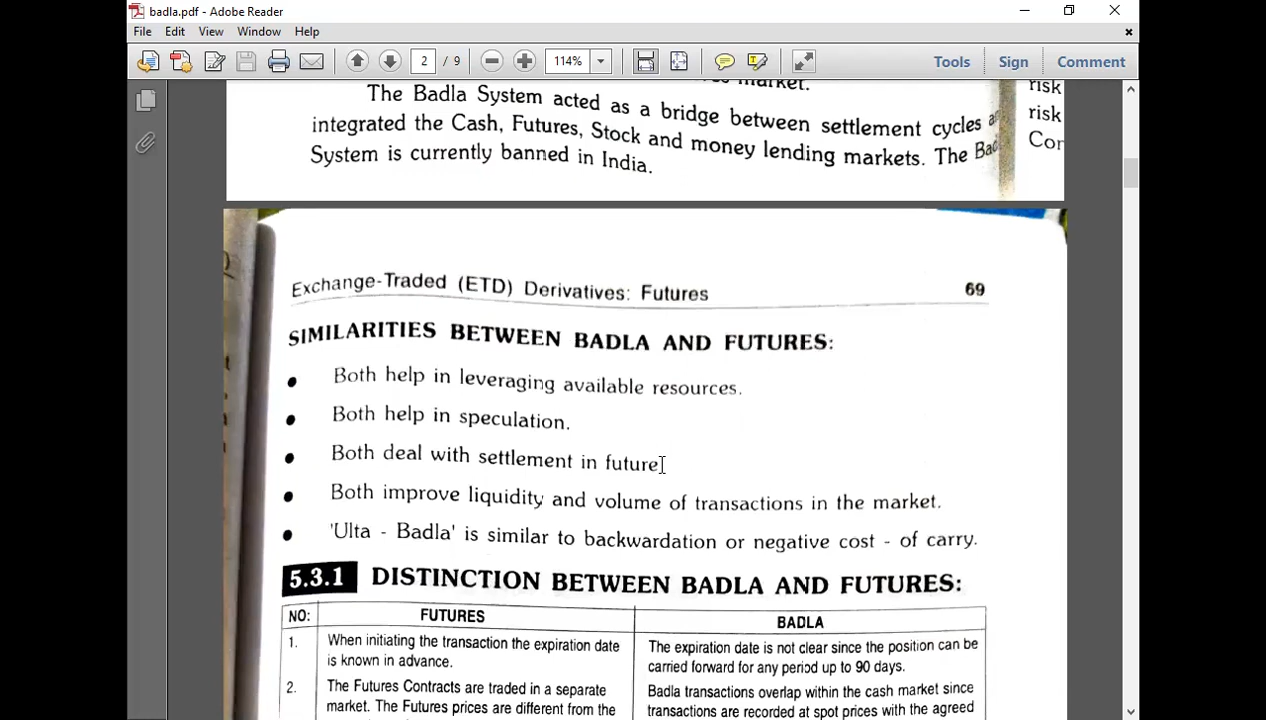 badla.pdf - Adobe Reader
File Edit View Window Help
2 / 9 114% Tools Sign Comment
market.
The Badla System acted as a bridge between settlement cycles
integrated the Cash, Futures, Stock and money lending markets. The
System is currently banned in India.
risk
risk
Exchange-Traded (ETD) Derivatives: Futures 69
SIMILARITIES BETWEEN BADLA AND FUTURES:
• Both help in leveraging available resources.
• Both help in speculation.
• Both deal with settlement in future
• Both improve liquidity and volume of transactions in the market.
• 'Ulta - Badla' is similar to backwardation or negative cost - of carry.
5.3.1 DISTINCTION BETWEEN BADLA AND FUTURES:
NO: FUTURES BADLA
1. When initiating the transaction the expiration date
is known in advance.
The expiration date is not clear since the position can be
carried forward for any period up to 90 days.
2. The Futures Contracts are traded in a separate
market. The Futures prices are different from the
Badla transactions overlap within the cash market since
transactions are recorded at spot prices with the agreed